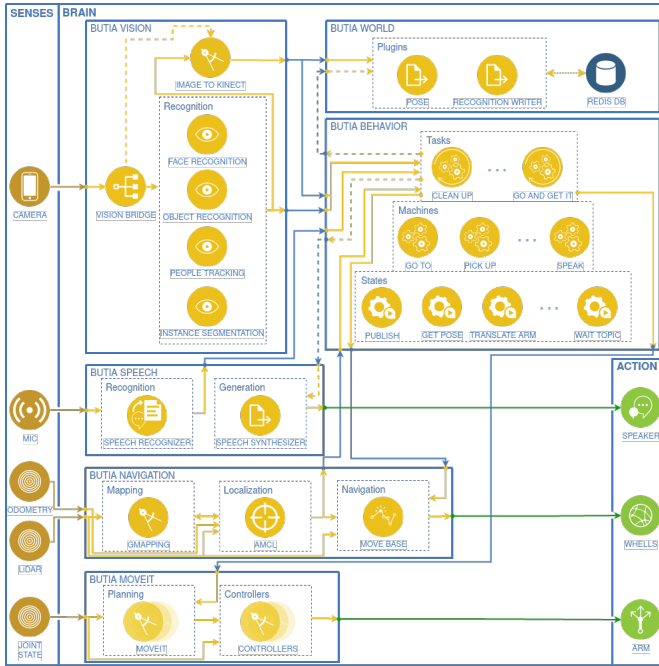 SENSES
BRAIN
BUTIA VISION
IMAGE TO KINECT
Recognition
FACE RECOGNITION
CAMERA
VISION BRIDGE
OBJECT RECOGNITION
PEOPLE TRACKING
INSTANCE SEGMENTATION
BUTIA WORLD
Plugins
POSE
RECOGNITION WRITER
REDIS DB
BUTIA BEHAVIOR
Tasks
CLEAN UP
...
GO AND GET IT
Machines
GO TO
PICK UP
...
SPEAK
States
PUBLISH
GET POSE
TRANSLATE ARM
...
WAIT TOPIC
BUTIA SPEECH
Recognition
Generation
MIC
SPEECH RECOGNIZER
SPEECH SYNTHESIZER
ACTION
SPEAKER
BUTIA NAVIGATION
Mapping
Localization
Navigation
ODOMETRY
GMAPPING
AMCL
MOVE BASE
WHELLS
LIDAR
BUTIA MOVEIT
Planning
Controllers
JOINT
STATE
MOVEIT
CONTROLLERS
ARM